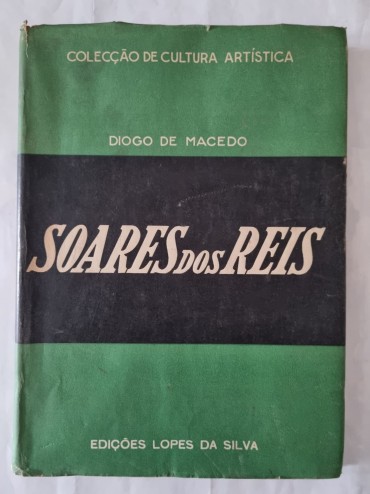 COLECÇÃO DE CULTURA ARTÍSTICA
DIOGO DE MACEDO
SOARES DOS REIS
EDIÇÕES LOPES DA SILVA